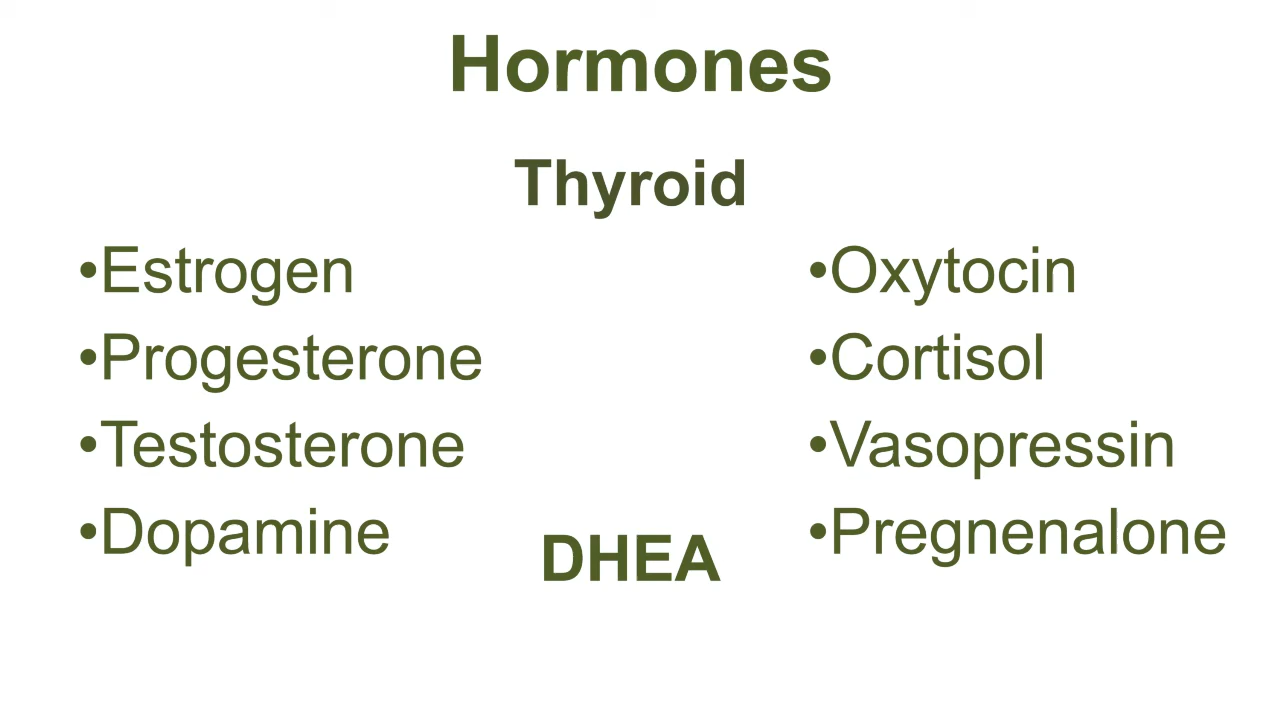 Hormones
Thyroid
•Estrogen
•Progesterone
•Testosterone
•Dopamine
•Oxytocin
•Cortisol
•Vasopressin
•Pregnenalone
DHEA